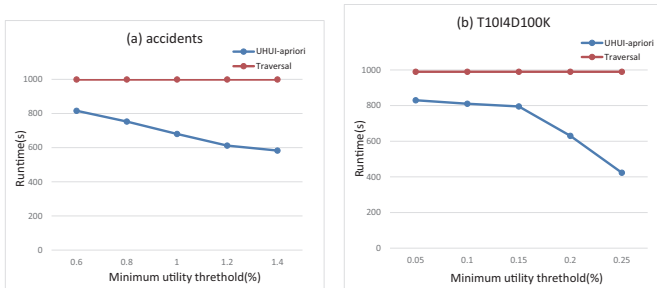 (a) accidents
UHUI-apriori
Traversal
1000
800
600
400
200
0
Runtime(s)
0.6 0.8 1 1.2 1.4
Minimum utility threthold(%)
(b) T10I4D100K
UHUI-apriori
Traversal
1000
800
600
400
200
0
Runtime(s)
0.05 0.1 0.15 0.2 0.25
Minimum utility threthold(%)